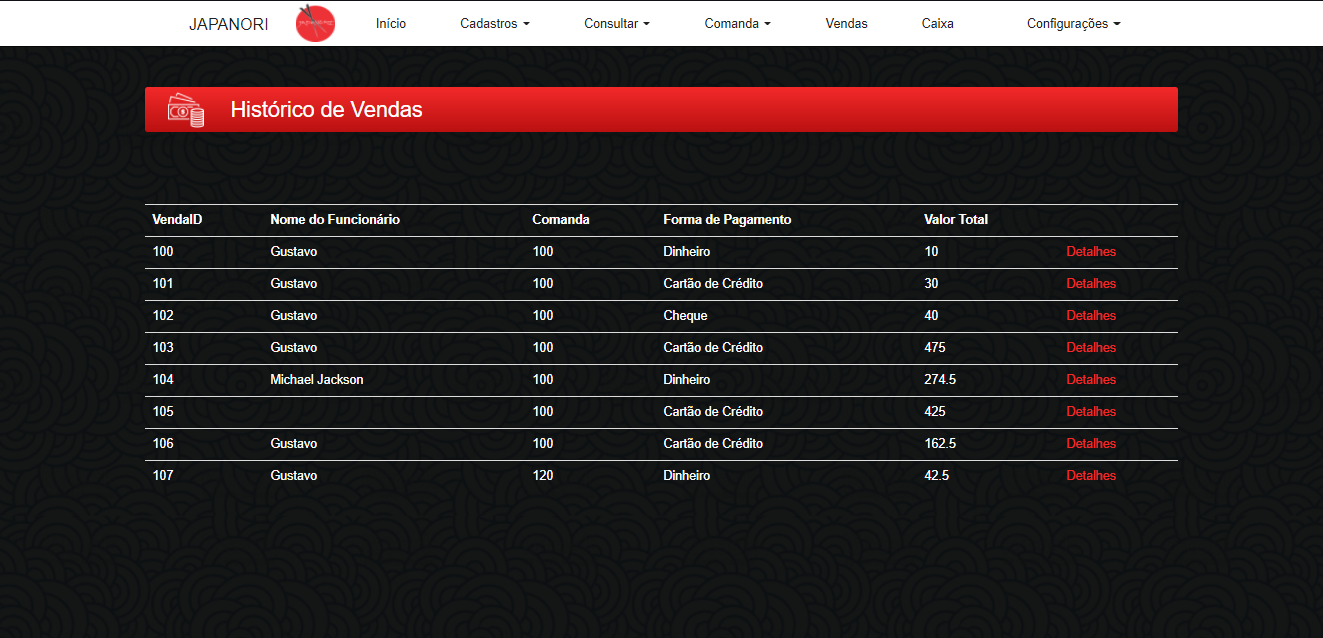 JAPANORI Início Cadastros Consultar Comanda Vendas Caixa Configurações
Histórico de Vendas
VendaID Nome do Funcionário Comanda Forma de Pagamento Valor Total
100 Gustavo 100 Dinheiro 10 Detalhes
101 Gustavo 100 Cartão de Crédito 30 Detalhes
102 Gustavo 100 Cheque 40 Detalhes
103 Gustavo 100 Cartão de Crédito 475 Detalhes
104 Michael Jackson 100 Dinheiro 274.5 Detalhes
105 100 Cartão de Crédito 425 Detalhes
106 Gustavo 100 Cartão de Crédito 162.5 Detalhes
107 Gustavo 120 Dinheiro 42.5 Detalhes